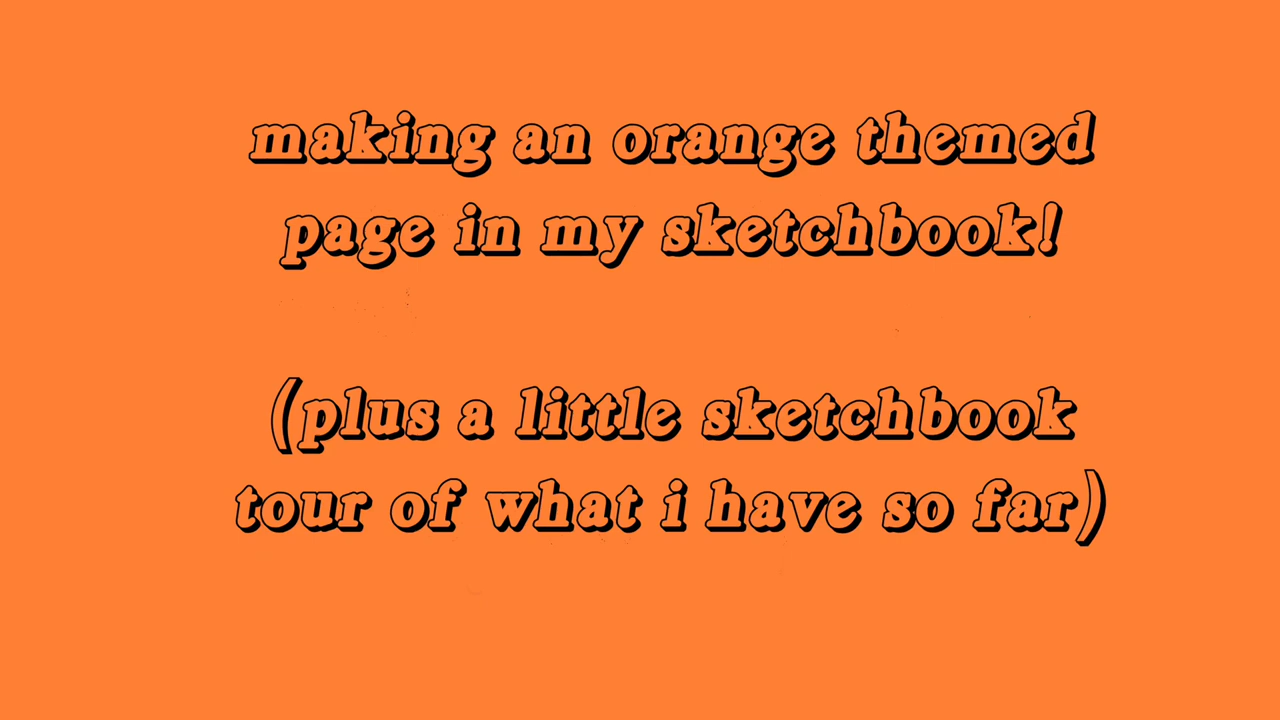 making an orange themed
page in my sketchbook!
(plus a little sketchbook
tour of what i have so far)